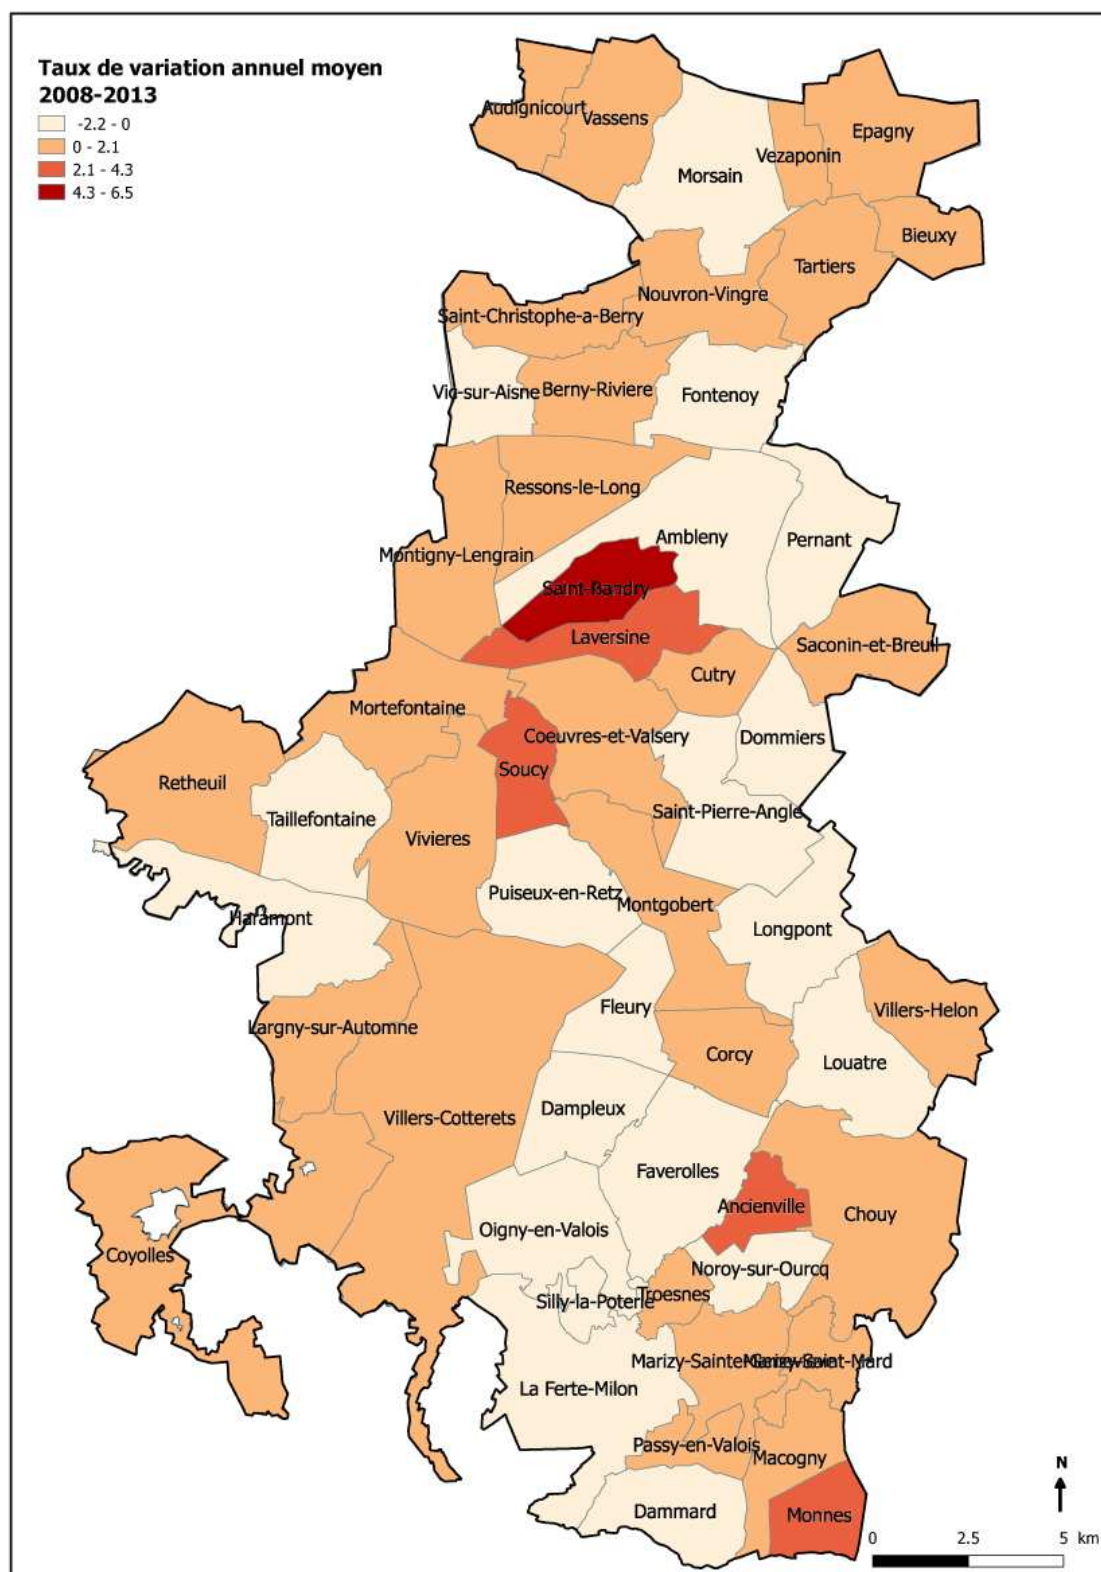 Taux de variation annuel moyen
2008-2013
-2.2 - 0
0 - 2.1
2.1 - 4.3
4.3 - 6.5
Audignicourt
Vassens
Epagny
Vezaponin
Morsain
Bieuxy
Tartiers
Nouvron-Vingre
Saint-Christophe-a-Berry
Vic-sur-Aisne
Berny-Riviere
Fontenoy
Ressons-le-Long
Ambleny
Pernant
Montigny-Lengrain
Saint-Bandry
Laversine
Saconin-et-Breuil
Cutry
Mortefontaine
Coeuvres-et-Valsery
Dommiers
Soucy
Retheuil
Taillefontaine
Saint-Pierre-Aigle
Vivieres
Puiseux-en-Retz
Montgobert
Haramont
Longpont
Fleury
Villers-Helon
Largny-sur-Automne
Corcy
Louatre
Dampleux
Villers-Cotterets
Faverolles
Ancienville
Chouy
Oigny-en-Valois
Coyolles
Noroy-sur-Ourcq
Silly-la-Poterie
Troesnes
Marizy-Sainte-Genevieve
Marizy-Saint-Mard
La Ferte-Milon
Passy-en-Valois
Macogny
Dammard
Monnes
N
0 2.5 5 km